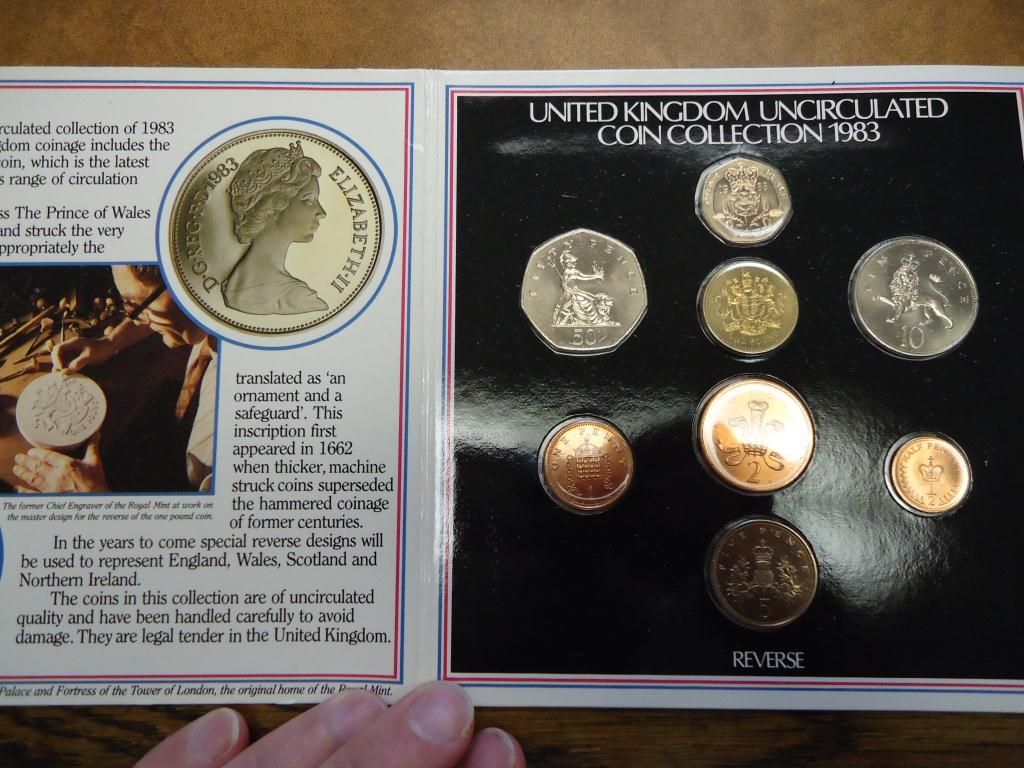 rculated collection of 1983
dom coinage includes the
oin, which is the latest
s range of circulation
ss The Prince of Wales
and struck the very
ppropriately the
D·G·REG·F·D·1983
ELIZABETH·II
translated as 'an
ornament and a
safeguard'. This
inscription first
appeared in 1662
when thicker, machine
struck coins superseded
the hammered coinage
of former centuries.
The former Chief Engraver of the Royal Mint at work on
the master design for the reverse of the one pound coin.
In the years to come special reverse designs will
be used to represent England, Wales, Scotland and
Northern Ireland.
The coins in this collection are of uncirculated
quality and have been handled carefully to avoid
damage. They are legal tender in the United Kingdom.
Palace and Fortress of the Tower of London, the original home of the Royal Mint.
UNITED KINGDOM UNCIRCULATED
COIN COLLECTION 1983
FIFTY PENCE
50
ONE POUND
TEN PENCE
10
ONE PENNY
1
2
HALF PENNY
1/2
FIVE PENCE
5
REVERSE